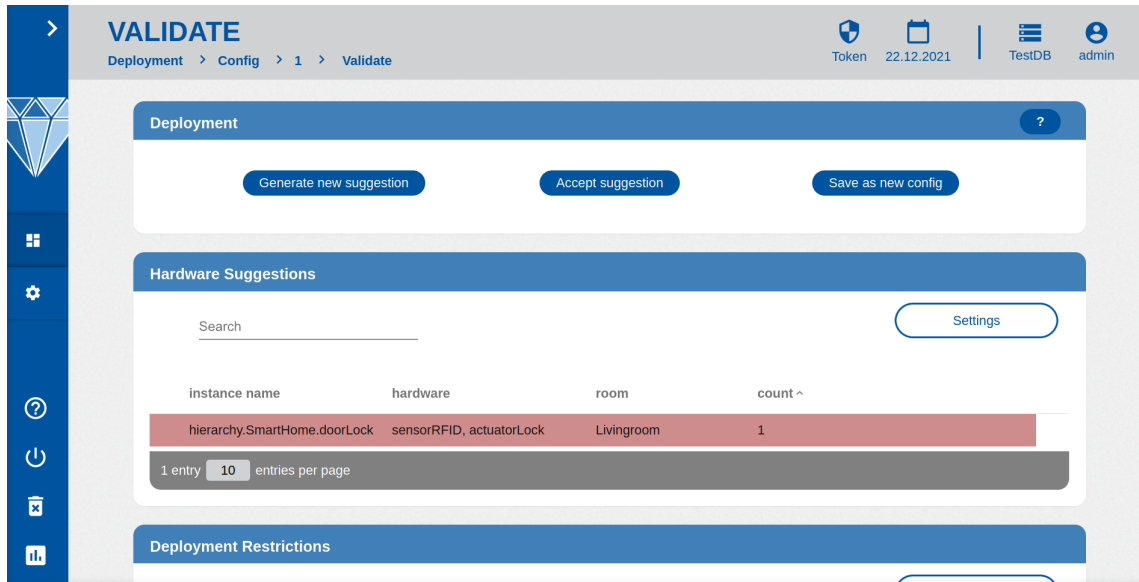 VALIDATE
Deployment > Config > 1 > Validate
Token 22.12.2021 TestDB admin
Deployment ?
Generate new suggestion Accept suggestion Save as new config
Hardware Suggestions
Search Settings
instance name hardware room count
hierarchy.SmartHome.doorLock sensorRFID, actuatorLock Livingroom 1
1 entry 10 entries per page
Deployment Restrictions